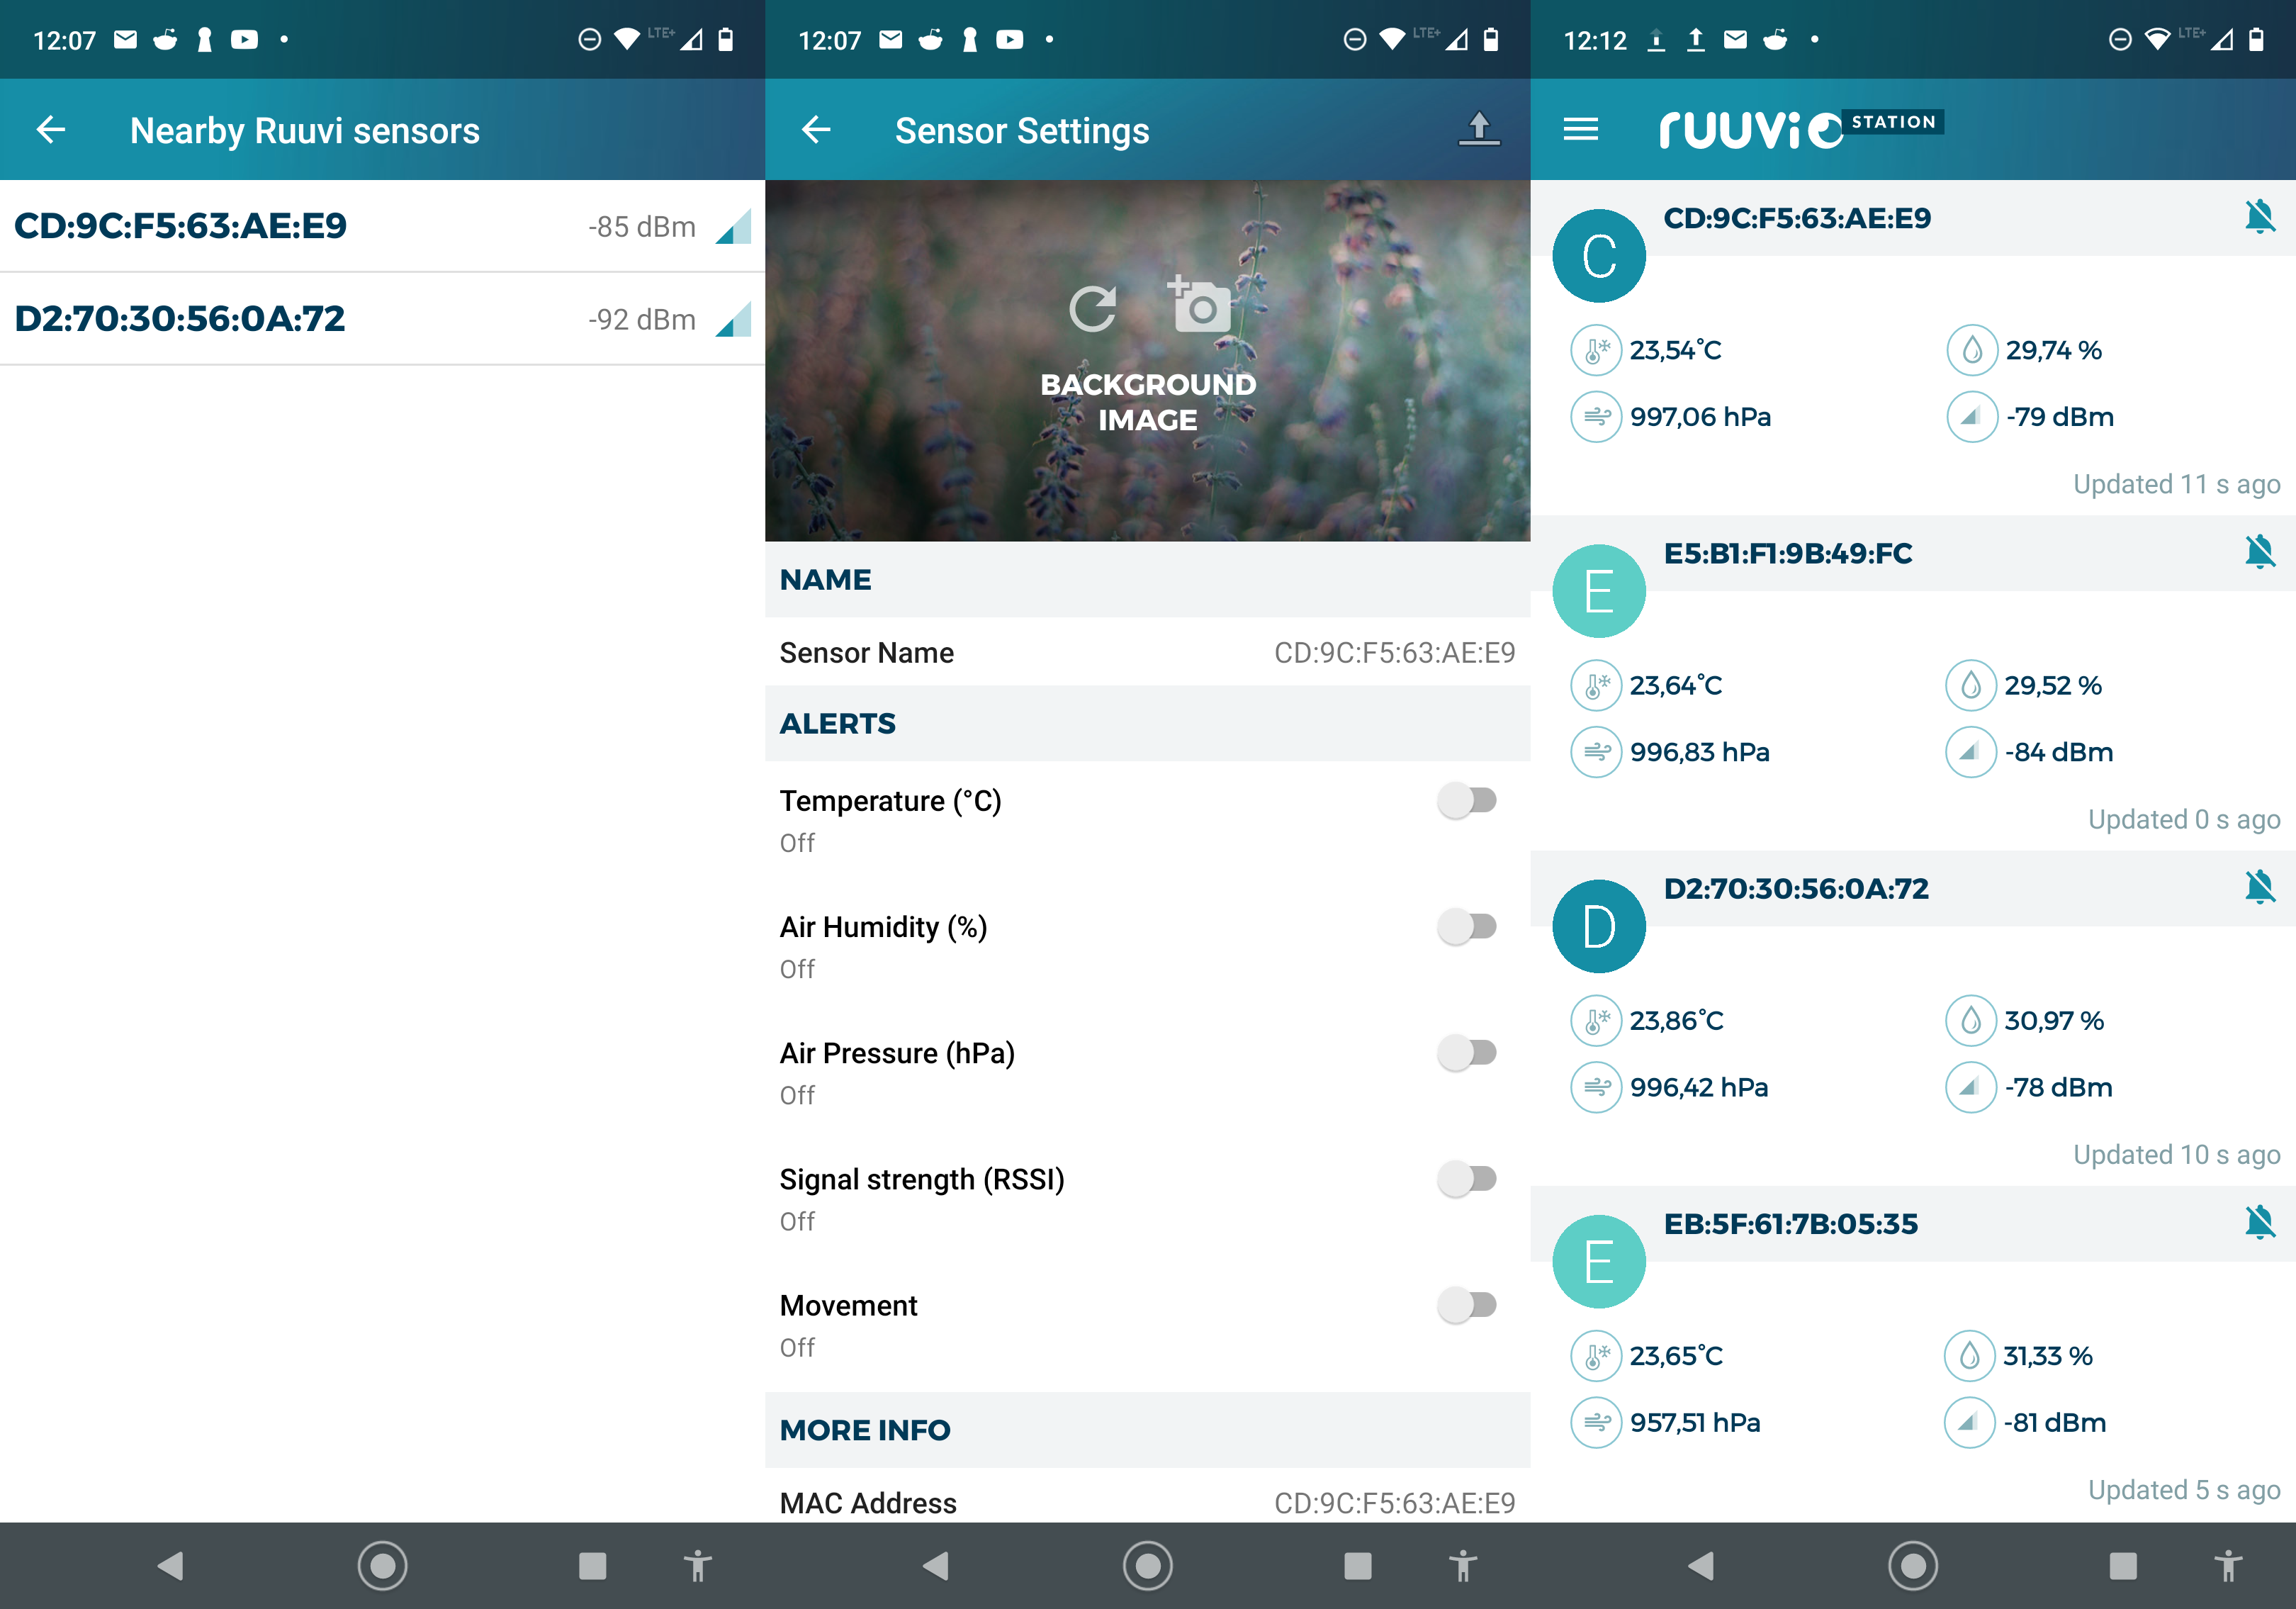 12:07
LTE+
Nearby Ruuvi sensors
CD:9C:F5:63:AE:E9 -85 dBm
D2:70:30:56:0A:72 -92 dBm
12:07
LTE+
Sensor Settings
BACKGROUND
IMAGE
NAME
Sensor Name CD:9C:F5:63:AE:E9
ALERTS
Temperature (°C)
Off
Air Humidity (%)
Off
Air Pressure (hPa)
Off
Signal strength (RSSI)
Off
Movement
Off
MORE INFO
MAC Address CD:9C:F5:63:AE:E9
12:12
LTE+
ruuvi STATION
CD:9C:F5:63:AE:E9
C
23,54°C 29,74 %
997,06 hPa -79 dBm
Updated 11 s ago
E5:B1:F1:9B:49:FC
E
23,64°C 29,52 %
996,83 hPa -84 dBm
Updated 0 s ago
D2:70:30:56:0A:72
D
23,86°C 30,97 %
996,42 hPa -78 dBm
Updated 10 s ago
EB:5F:61:7B:05:35
E
23,65°C 31,33 %
957,51 hPa -81 dBm
Updated 5 s ago